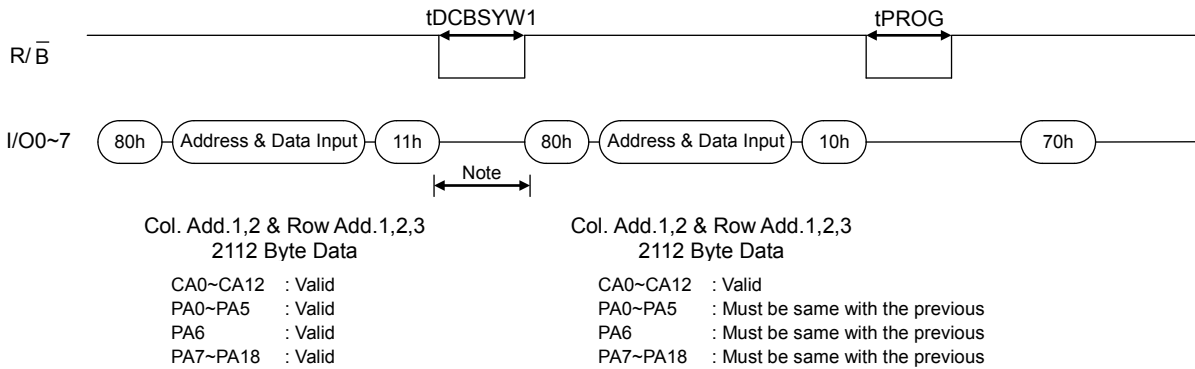 tDCBSYW1 tPROG
R/B̅
I/O0~7 80h Address & Data Input 11h 80h Address & Data Input 10h 70h
Note
Col. Add.1,2 & Row Add.1,2,3 Col. Add.1,2 & Row Add.1,2,3
2112 Byte Data 2112 Byte Data
CA0~CA12 : Valid CA0~CA12 : Valid
PA0~PA5 : Valid PA0~PA5 : Must be same with the previous
PA6 : Valid PA6 : Must be same with the previous
PA7~PA18 : Valid PA7~PA18 : Must be same with the previous